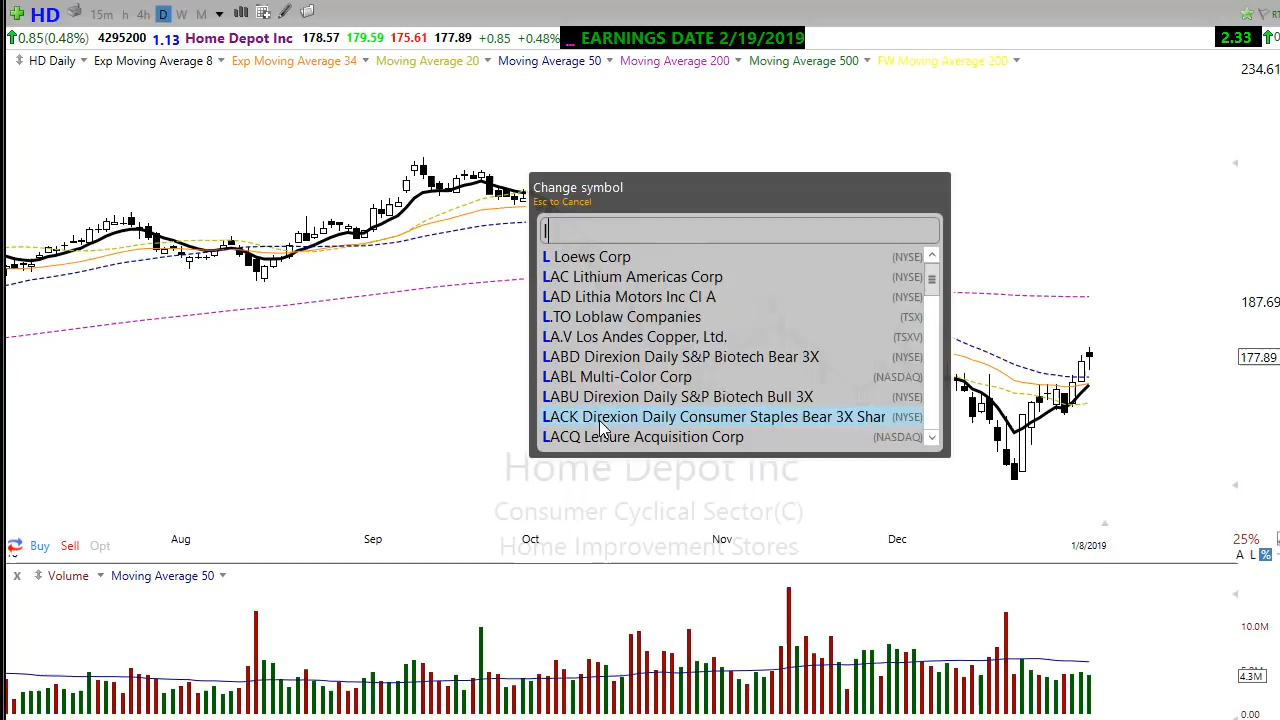 HD 15m h 4h D W M
0.85(0.48%) 4295200 1.13 Home Depot Inc 178.57 179.59 175.61 177.89 +0.85 +0.48% EARNINGS DATE 2/19/2019 2.33
HD Daily Exp Moving Average 8 Exp Moving Average 34 Moving Average 20 Moving Average 50 Moving Average 200 Moving Average 500 FW Moving Average 200
234.61
Change symbol
Esc to Cancel
l
L Loews Corp (NYSE)
LAC Lithium Americas Corp (NYSE)
LAD Lithia Motors Inc Cl A (NYSE)
L.TO Loblaw Companies (TSX)
LA.V Los Andes Copper, Ltd. (TSXV)
LABD Direxion Daily S&P Biotech Bear 3X (NYSE)
LABL Multi-Color Corp (NASDAQ)
LABU Direxion Daily S&P Biotech Bull 3X (NYSE)
LACK Direxion Daily Consumer Staples Bear 3X Shar (NYSE)
LACQ Leisure Acquisition Corp (NASDAQ)
187.69
177.89
Home Depot Inc
Consumer Cyclical Sector(C)
Home Improvement Stores
Aug Sep Oct Nov Dec 1/8/2019
Buy Sell Opt
25%
A L %
x Volume Moving Average 50
10.0M
4.3M
0.00